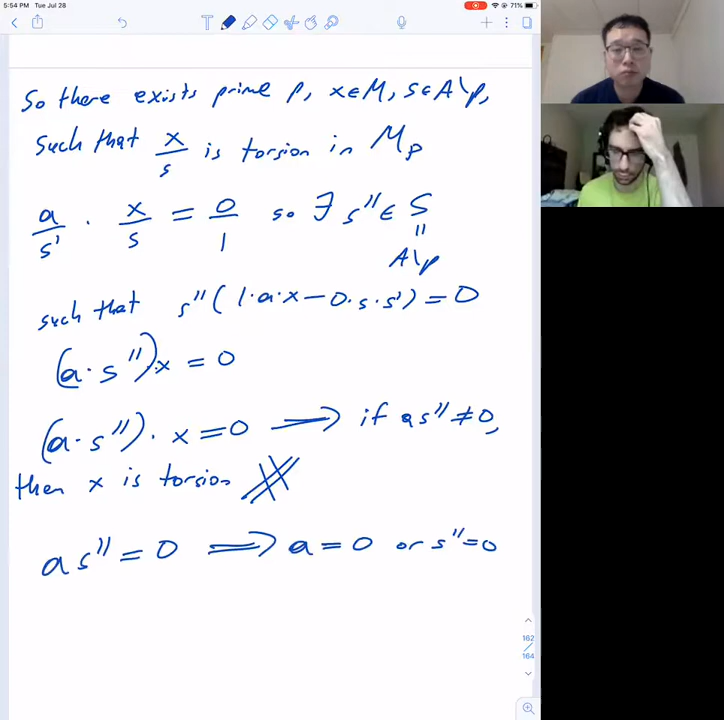 5:54 PM Tue Jul 28
71%
So there exists prime p, x∈M, s∈A\p,
such that x/s is torsion in M_p
a/s' · x/s = 0/1 so ∃ s''∈ S
=
A\p
such that s''(1·a·x−0·s·s')=0
(a·s'')x = 0
(a·s'')·x=0 ⟹ if as''≠0,
then x is torsion
as''=0 ⟹ a=0 or s''=0
162
/
164